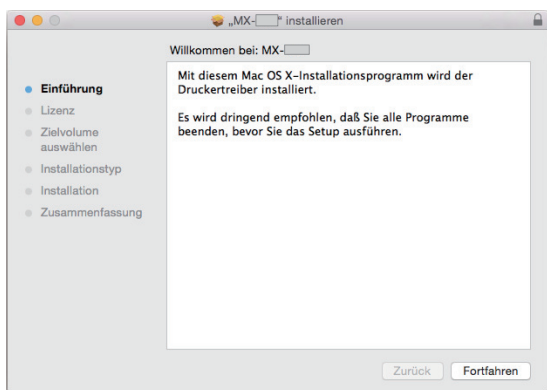 „MX-" installieren
Willkommen bei: MX-
Einführung
Lizenz
Zielvolume
auswählen
Installationstyp
Installation
Zusammenfassung
Mit diesem Mac OS X-Installationsprogramm wird der
Druckertreiber installiert.
Es wird dringend empfohlen, daß Sie alle Programme
beenden, bevor Sie das Setup ausführen.
Zurück
Fortfahren